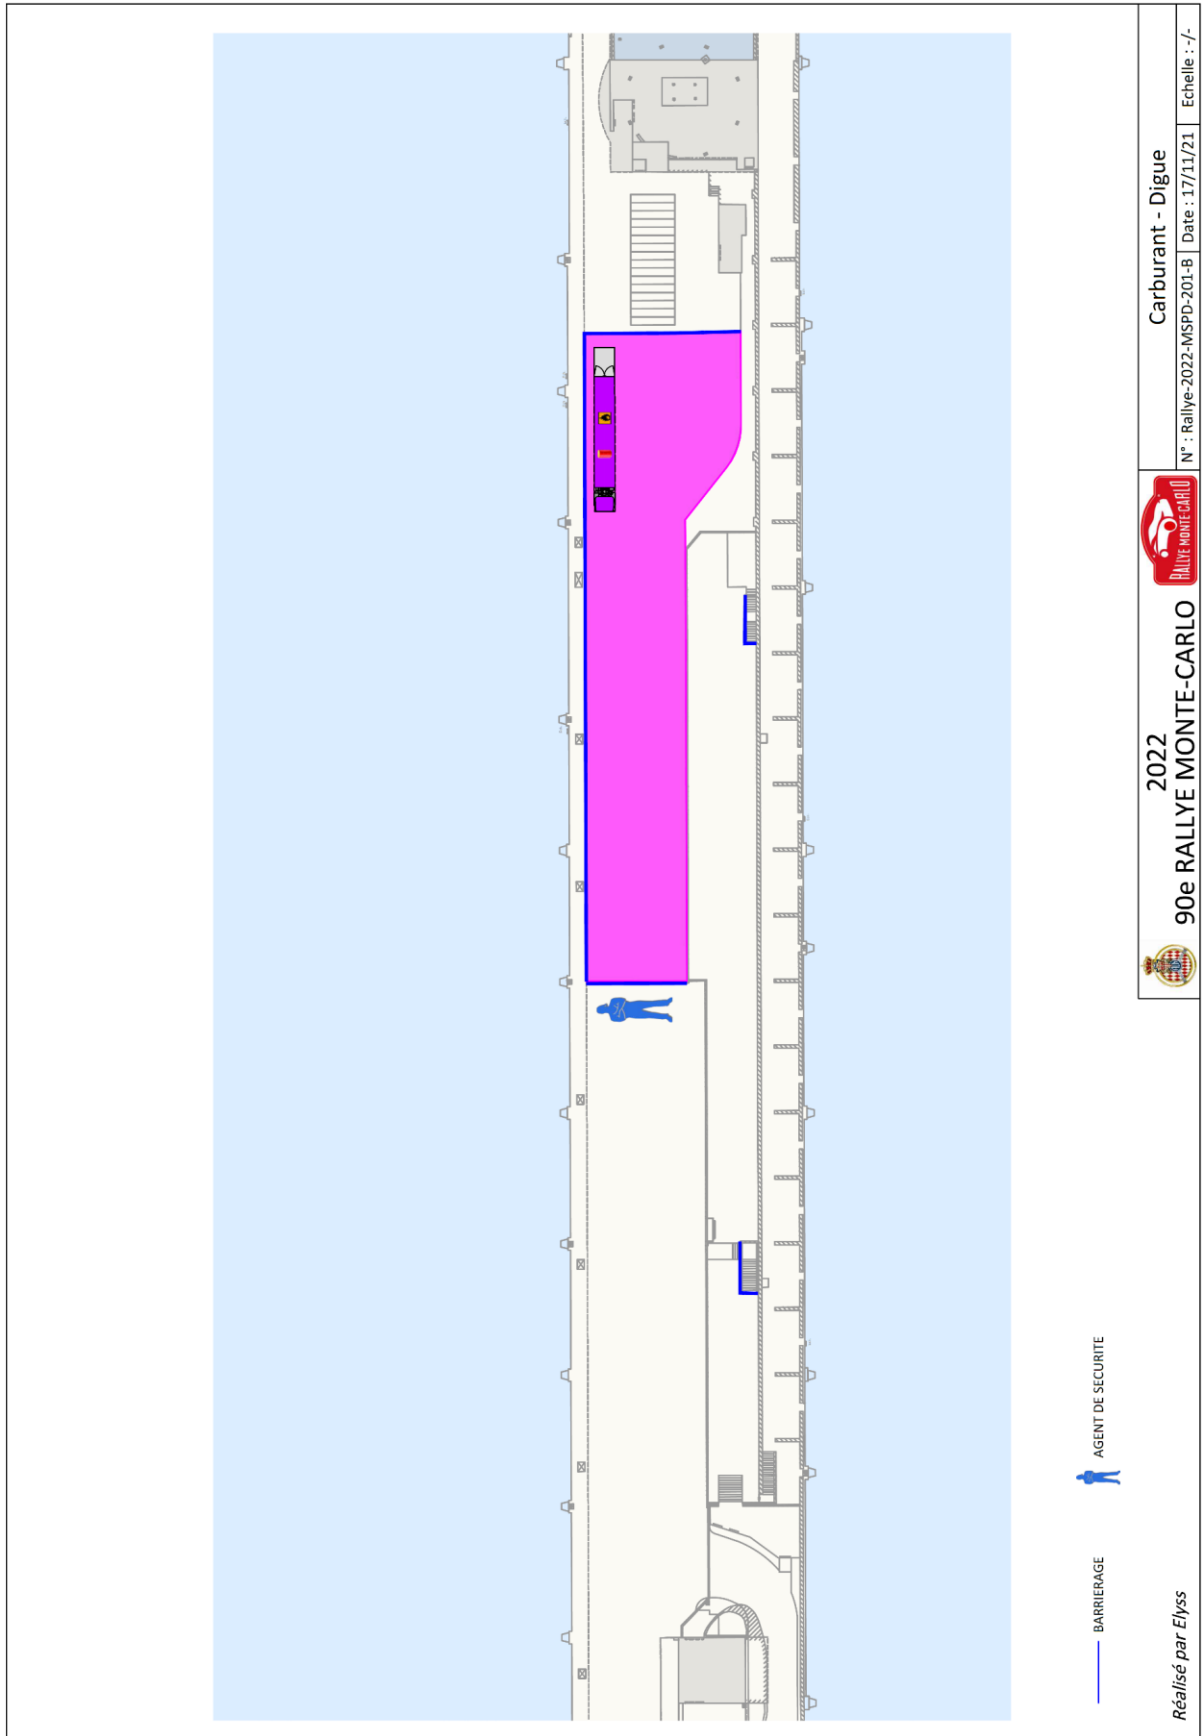 BARRIERAGE
AGENT DE SECURITE
Réalisé par Elyss
2022
90e RALLYE MONTE-CARLO
RALLYE MONTE-CARLO
Carburant - Digue
N° : Rallye-2022-MSPD-201-B
Date : 17/11/21
Echelle : -/-